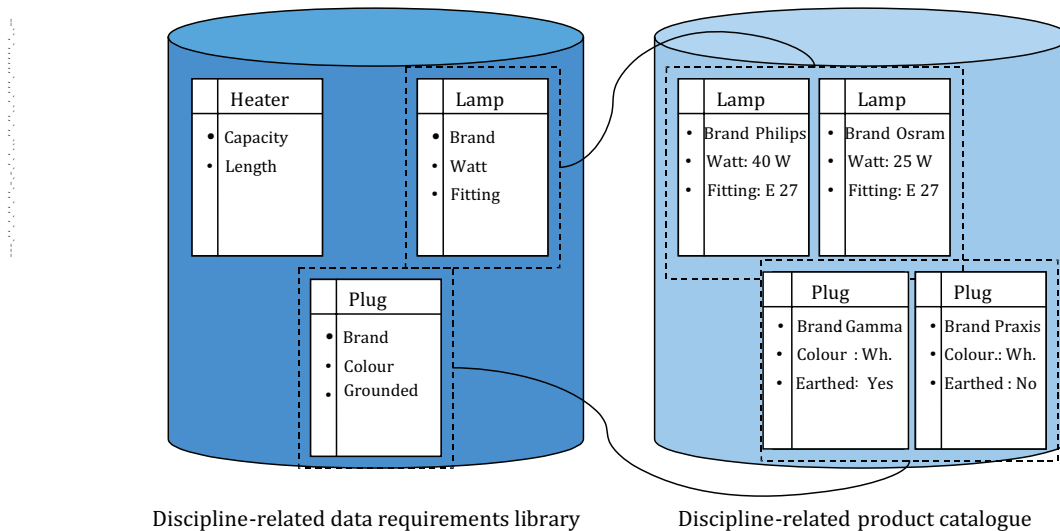 Heater
• Capacity
• Length
Lamp
• Brand
• Watt
• Fitting
Plug
• Brand
• Colour
• Grounded
Lamp
• Brand Philips
• Watt: 40 W
• Fitting: E 27
Lamp
• Brand Osram
• Watt: 25 W
• Fitting: E 27
Plug
• Brand Gamma
• Colour : Wh.
• Earthed: Yes
Plug
• Brand Praxis
• Colour.: Wh.
• Earthed : No
Discipline-related data requirements library
Discipline-related product catalogue